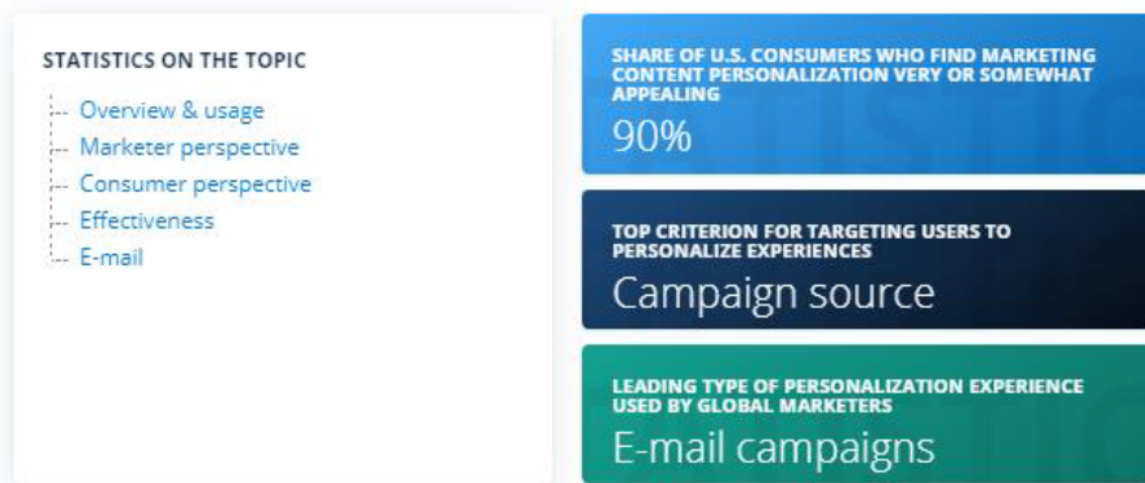 STATISTICS ON THE TOPIC
Overview & usage
Marketer perspective
Consumer perspective
Effectiveness
E-mail
SHARE OF U.S. CONSUMERS WHO FIND MARKETING
CONTENT PERSONALIZATION VERY OR SOMEWHAT
APPEALING
90%
TOP CRITERION FOR TARGETING USERS TO
PERSONALIZE EXPERIENCES
Campaign source
LEADING TYPE OF PERSONALIZATION EXPERIENCE
USED BY GLOBAL MARKETERS
E-mail campaigns